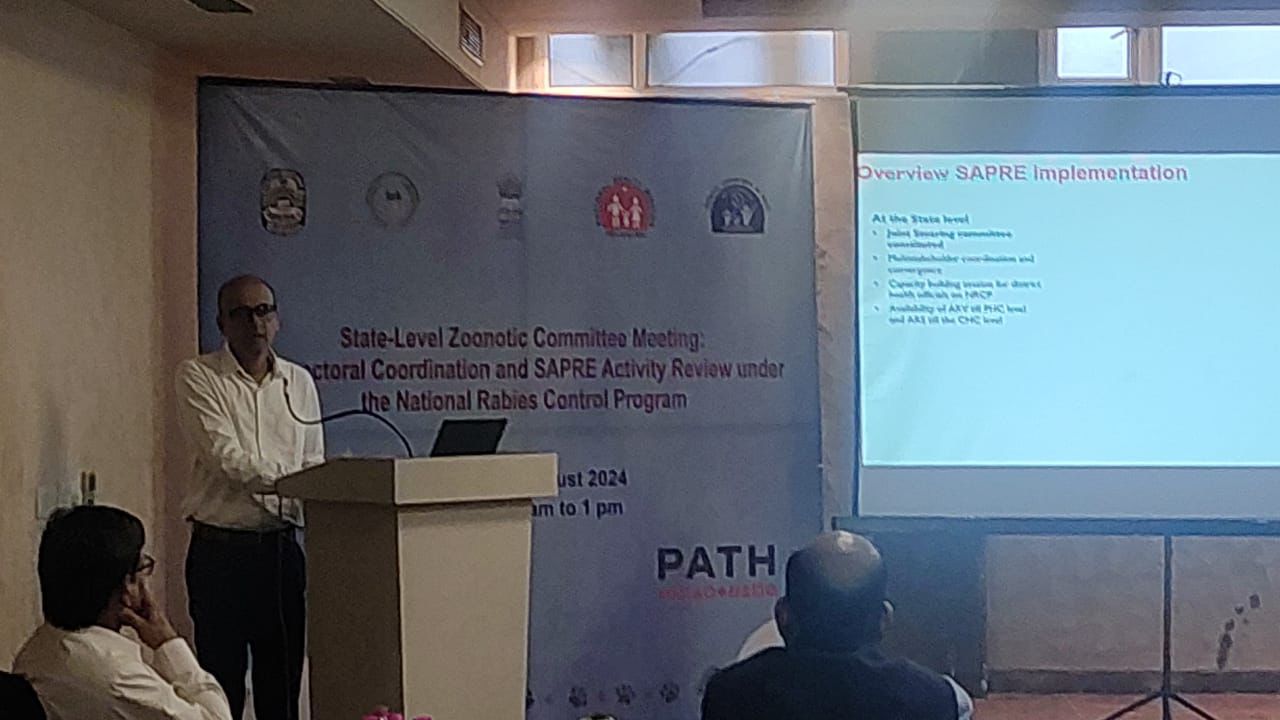 State-Level Zoonotic Committee Meeting:
ctoral Coordination and SAPRE Activity Review under
the National Rabies Control Program
ust 2024
am to 1 pm
PATH
Overview SAPRE Implementation
At the State level
Joint Steering committee
constituted
Multistakeholder coordination and
convergence
Capacity building session for district
health officials on NRCP
Availability of ARV till PHC level
and ARS till the CHC level